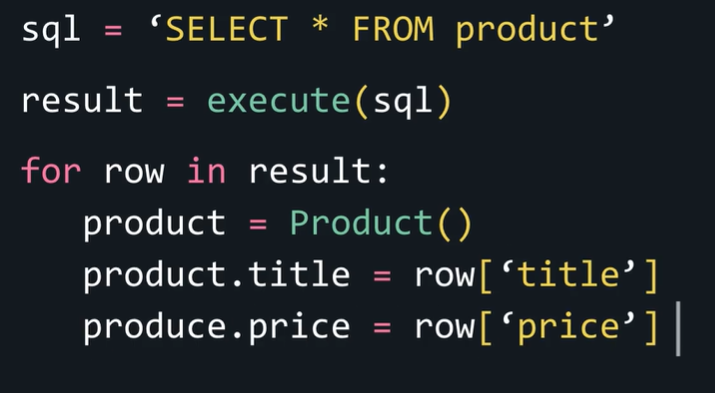 sql = ‘SELECT * FROM product’
result = execute(sql)
for row in result:
product = Product()
product.title = row[‘title’]
produce.price = row[‘price’]